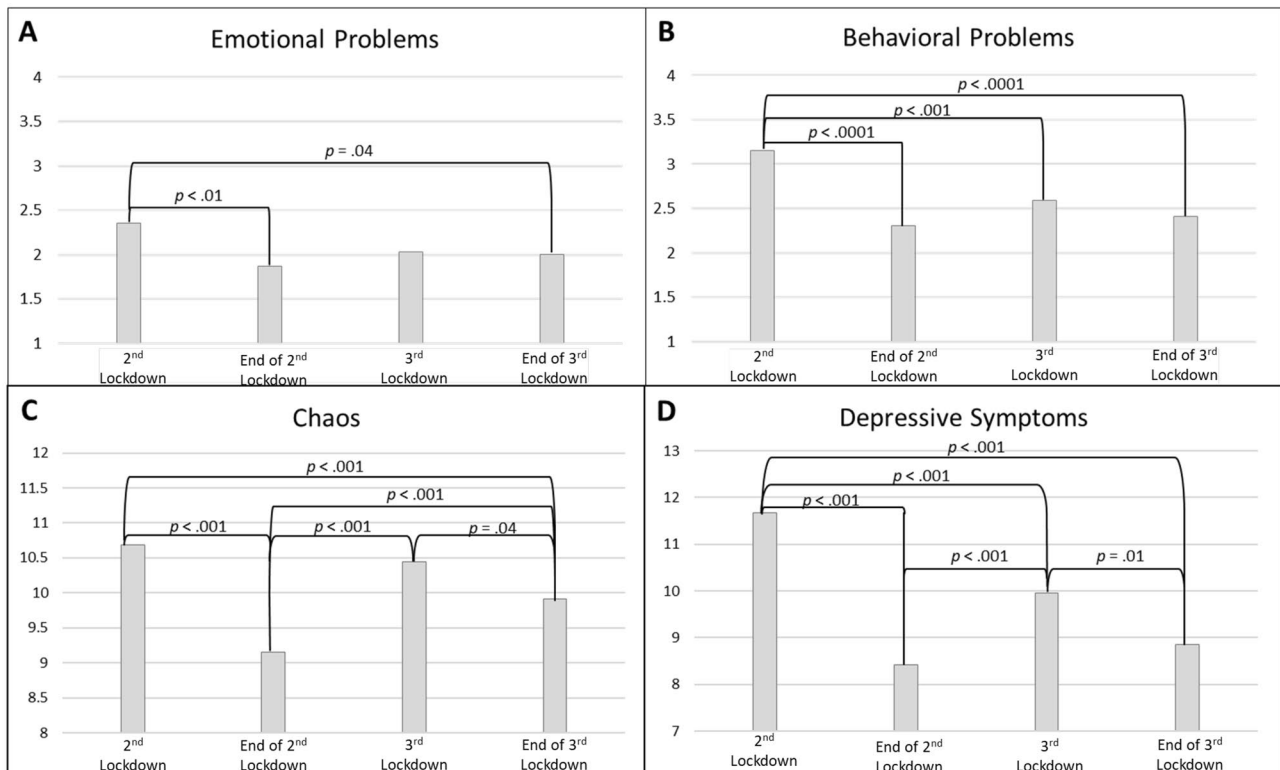 A
Emotional Problems
4
3.5
3
2.5
2
1.5
1
p = .04
p < .01
2nd
Lockdown
End of 2nd
Lockdown
3rd
Lockdown
End of 3rd
Lockdown
B
Behavioral Problems
4
3.5
3
2.5
2
1.5
1
p < .0001
p < .001
p < .0001
2nd
Lockdown
End of 2nd
Lockdown
3rd
Lockdown
End of 3rd
Lockdown
C
Chaos
12
11.5
11
10.5
10
9.5
9
8.5
8
p < .001
p < .001
p < .001
p < .001
p = .04
2nd
Lockdown
End of 2nd
Lockdown
3rd
Lockdown
End of 3rd
Lockdown
D
Depressive Symptoms
13
12
11
10
9
8
7
p < .001
p < .001
p < .001
p < .001
p = .01
2nd
Lockdown
End of 2nd
Lockdown
3rd
Lockdown
End of 3rd
Lockdown